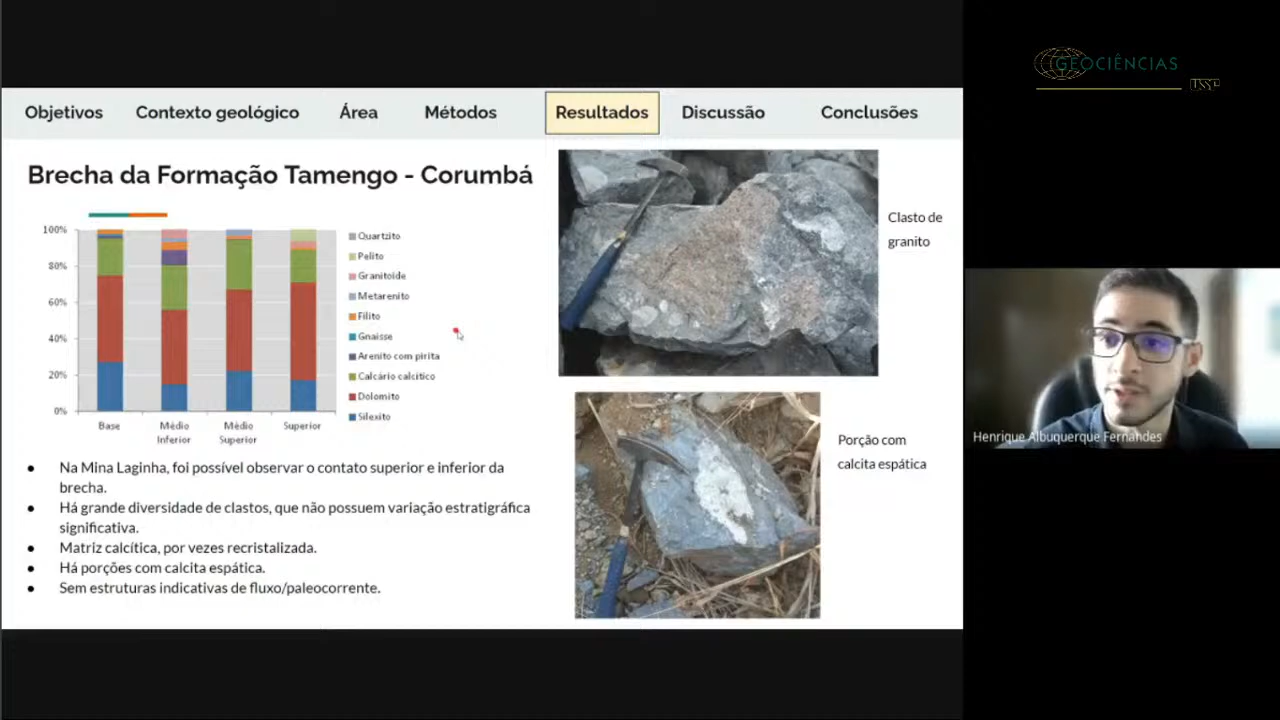 GEOCIÊNCIAS
USP
Objetivos Contexto geológico Área Métodos Resultados Discussão Conclusões
Brecha da Formação Tamengo - Corumbá
100%
80%
60%
40%
20%
0%
Base
Médio
Inferior
Médio
Superior
Superior
Quartzito
Pelito
Granitoide
Metarenito
Filito
Gnaisse
Arenito com pirita
Calcário calcítico
Dolomito
Silexito
Clasto de
granito
Porção com
calcita espática
Na Mina Laginha, foi possível observar o contato superior e inferior da
brecha.
Há grande diversidade de clastos, que não possuem variação estratigráfica
significativa.
Matriz calcítica, por vezes recristalizada.
Há porções com calcita espática.
Sem estruturas indicativas de fluxo/paleocorrente.
Henrique Albuquerque Fernandes